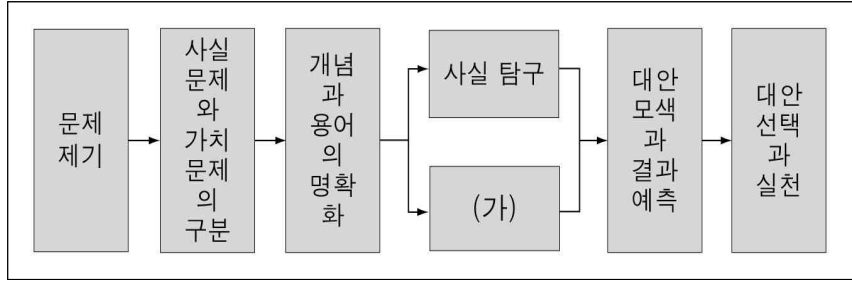 문제
제기
사실
문제
와
가치
문제
의
구분
개념
과
용어
의
명확
화
사실 탐구
(가)
대안
모색
과
결과
예측
대안
선택
과
실천